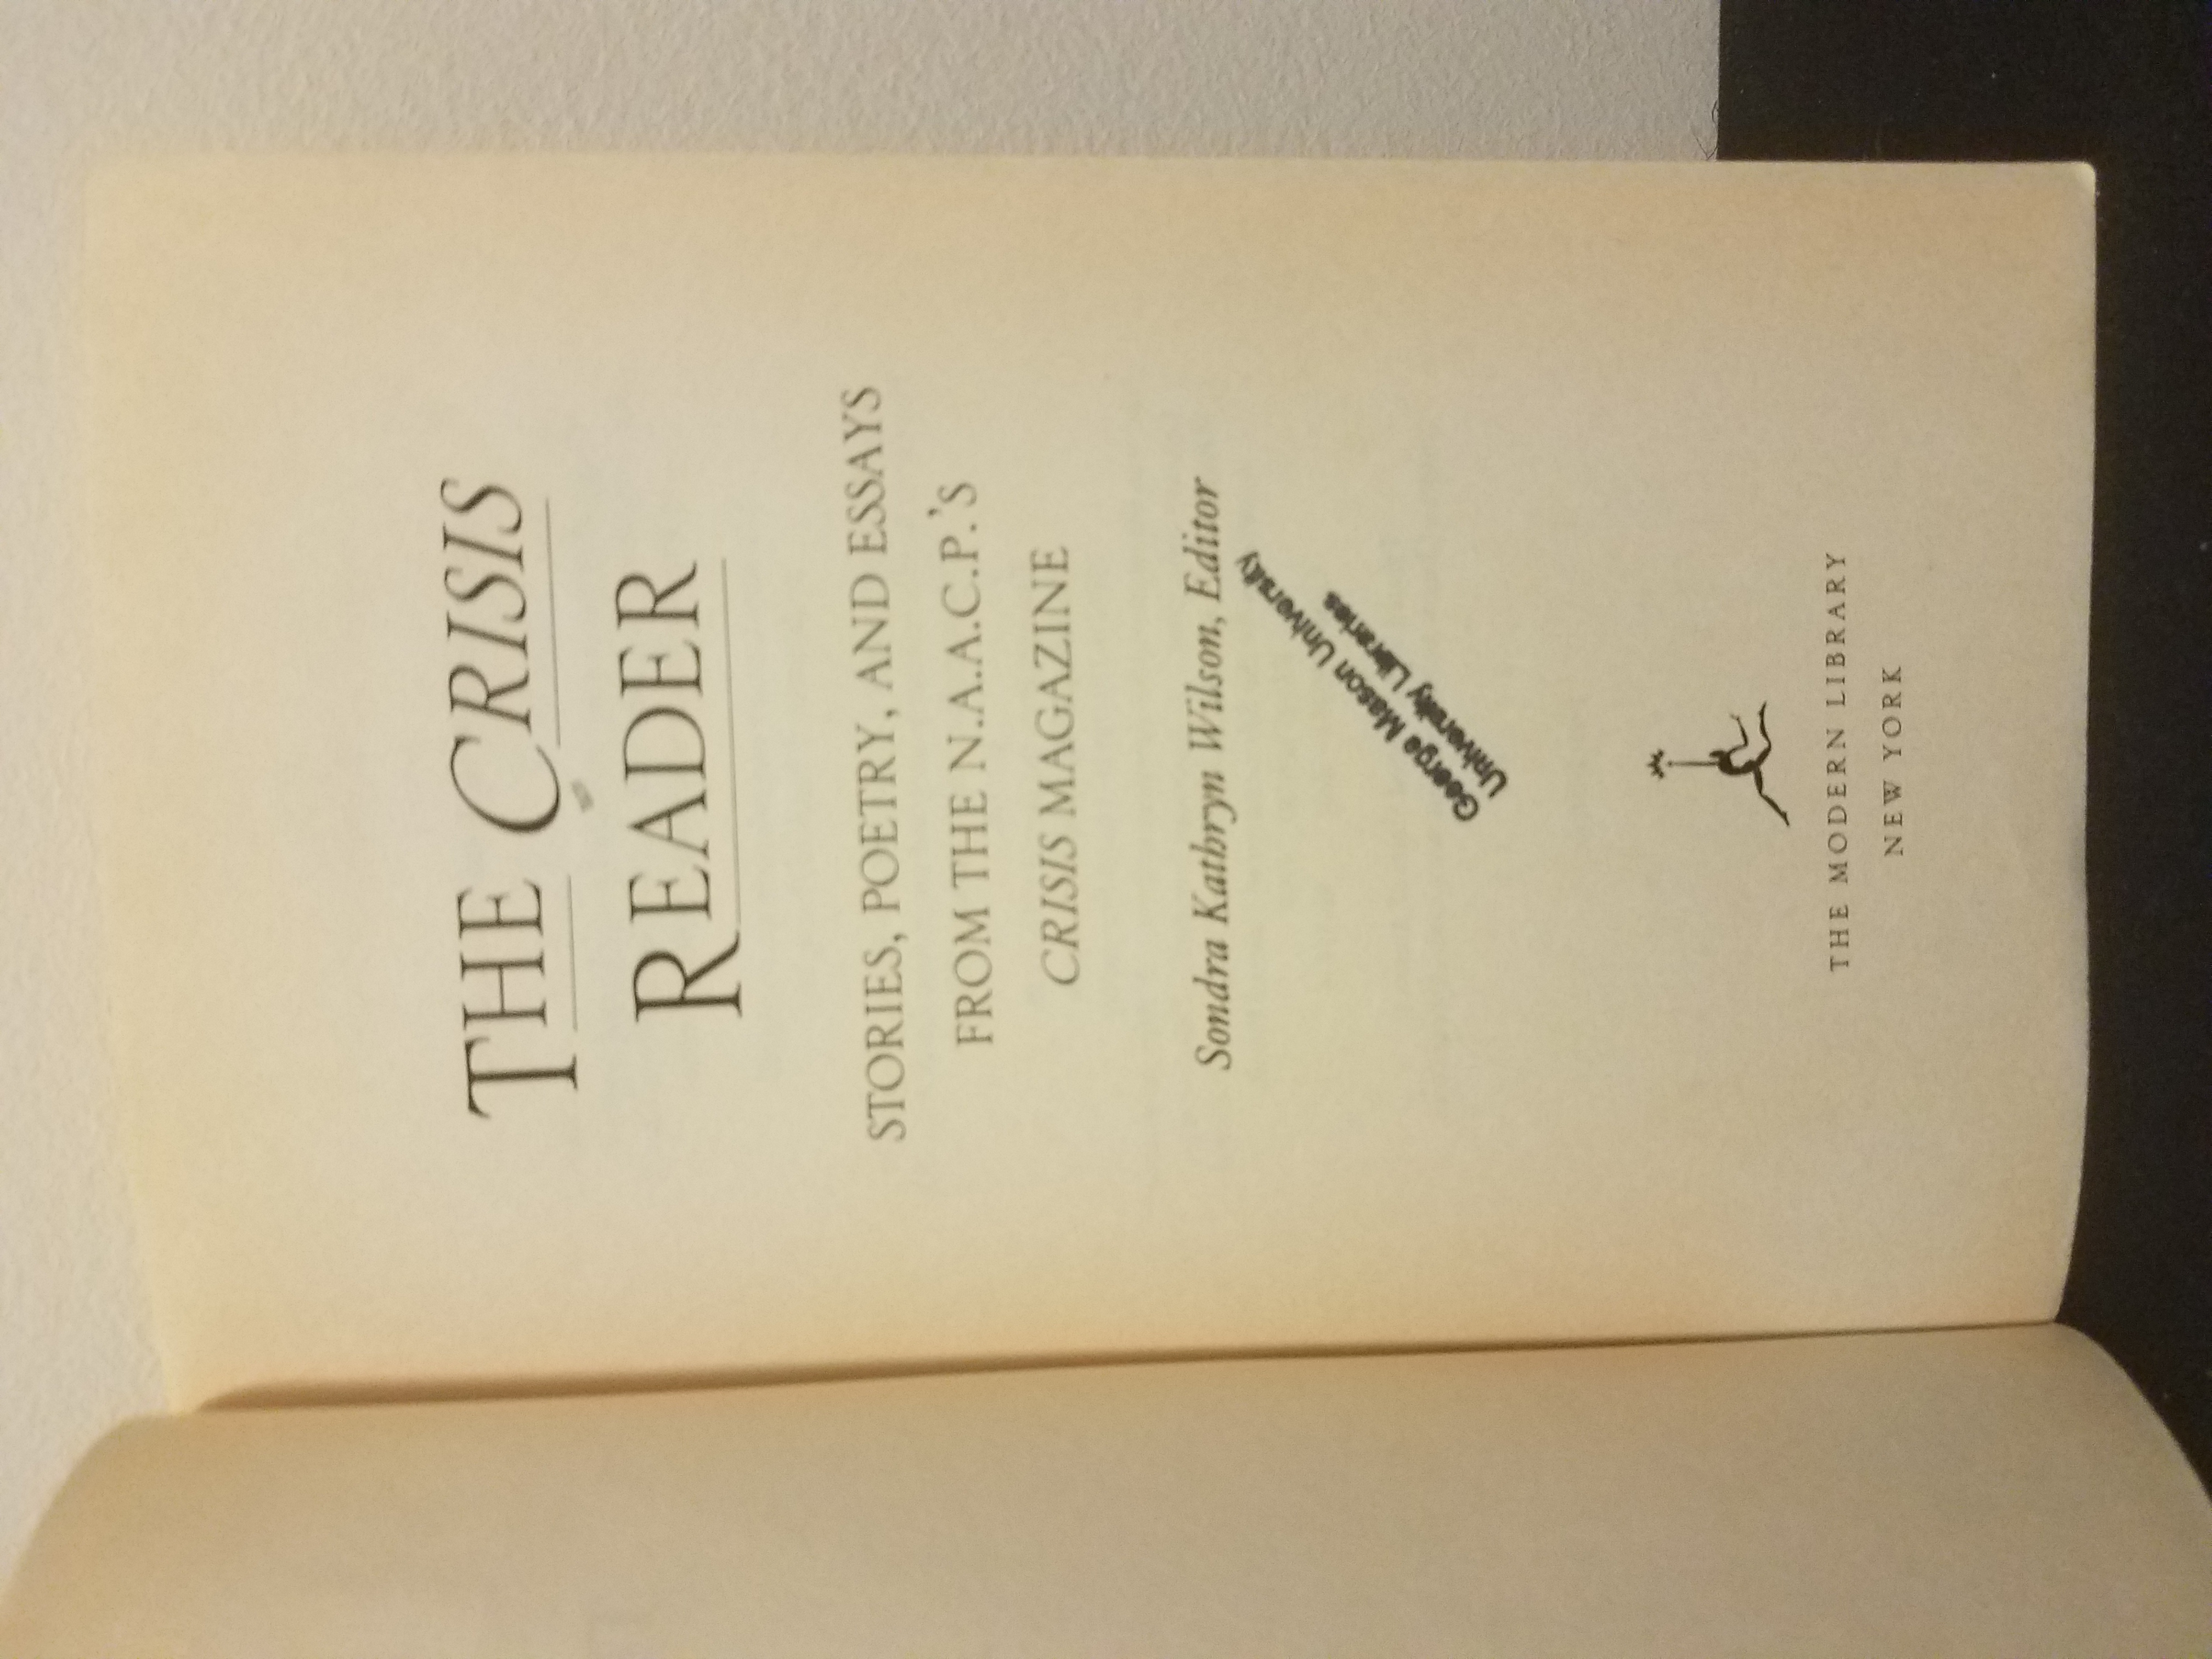 THE CRISIS
READER
STORIES, POETRY, AND ESSAYS
FROM THE N.A.A.C.P.'S
CRISIS MAGAZINE
Sondra Kathryn Wilson, Editor
George Mason University
University Libraries
THE MODERN LIBRARY
NEW YORK